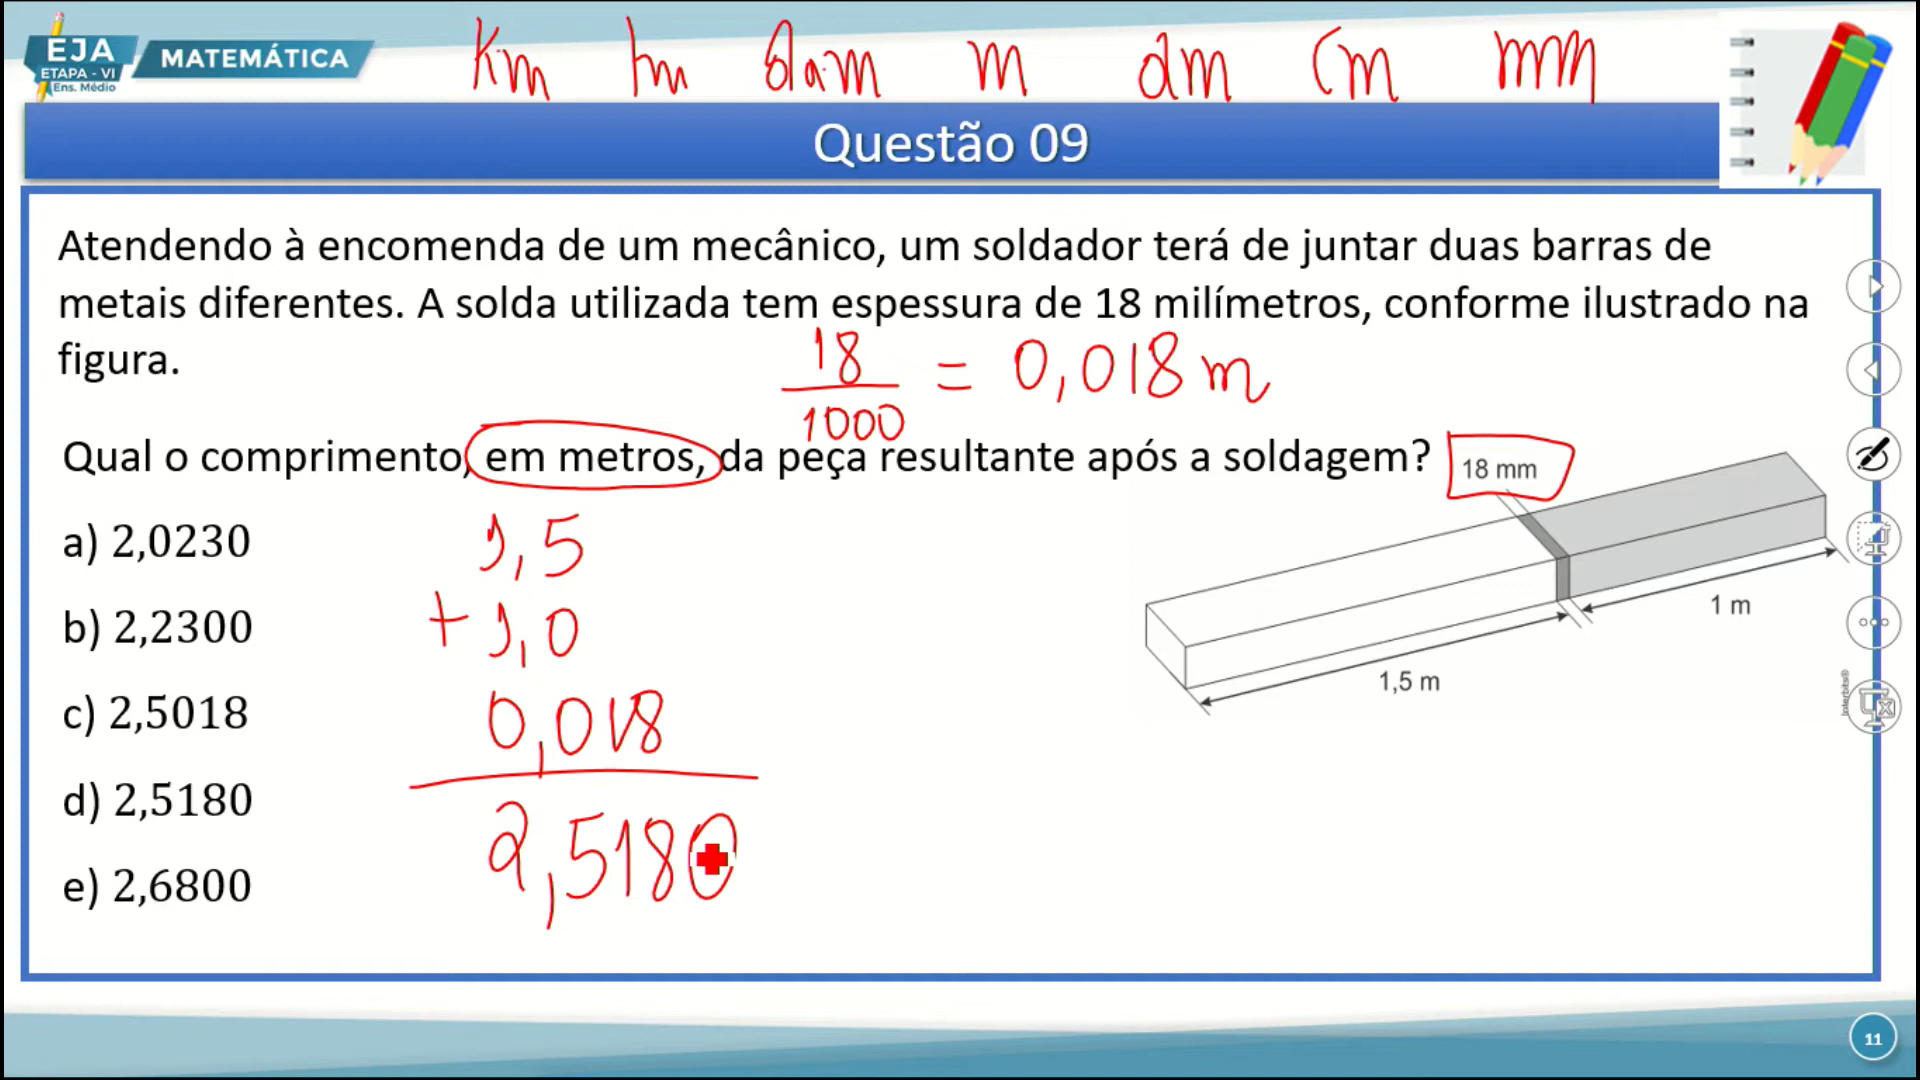 EJA
ETAPA - VI
Ens. Médio
MATEMÁTICA
Km hm dam m dm cm mm
Questão 09
Atendendo à encomenda de um mecânico, um soldador terá de juntar duas barras de
metais diferentes. A solda utilizada tem espessura de 18 milímetros, conforme ilustrado na
figura.
18
= 0,018 m
1000
Qual o comprimento, em metros, da peça resultante após a soldagem?
18 mm
a) 2,0230
b) 2,2300
c) 2,5018
d) 2,5180
e) 2,6800
1,5
+ 1,0
0,018
2,5180
1 m
1,5 m
Interbits®
11